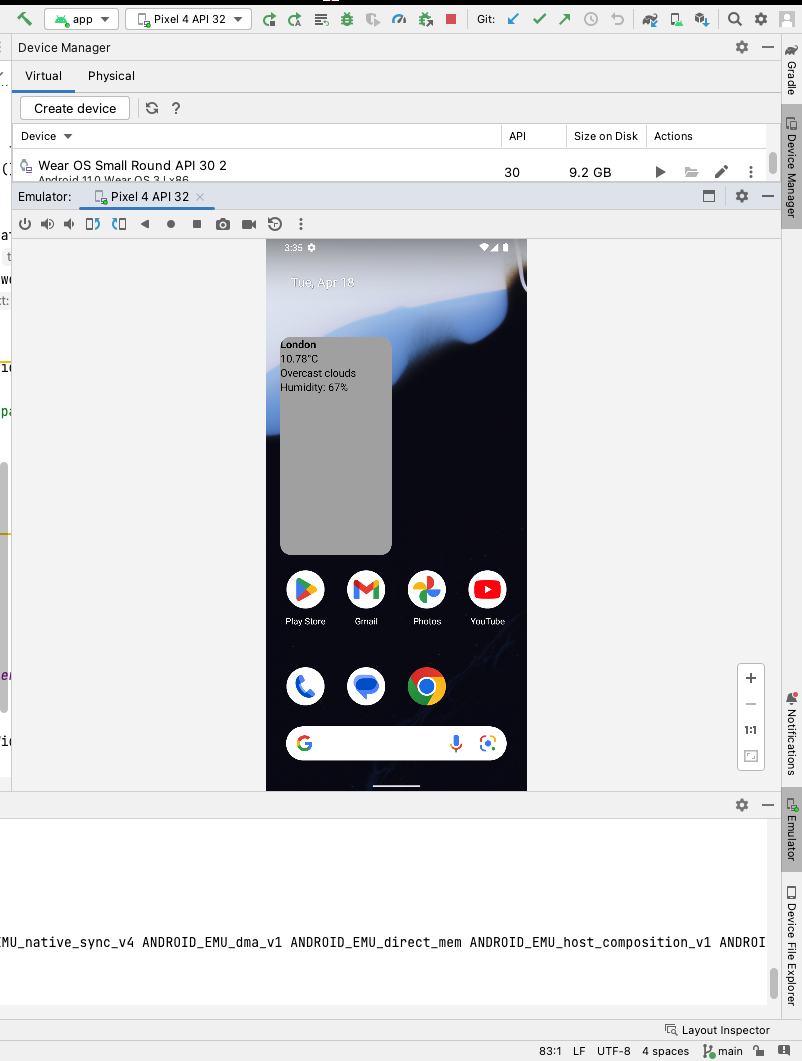 app
Pixel 4 API 32
Git:
Device Manager
Virtual
Physical
Create device
?
Device
API
Size on Disk
Actions
Wear OS Small Round API 30 2
Android 11.0 Wear OS 3 | x86
30
9.2 GB
Emulator:
Pixel 4 API 32
3:35
Tue, Apr 18
London
10.78°C
Overcast clouds
Humidity: 67%
Play Store
Gmail
Photos
YouTube
1:1
EMU_native_sync_v4 ANDROID_EMU_dma_v1 ANDROID_EMU_direct_mem ANDROID_EMU_host_composition_v1 ANDROI
Layout Inspector
83:1
LF
UTF-8
4 spaces
main
Gradle
Device Manager
Notifications
Emulator
Device File Explorer